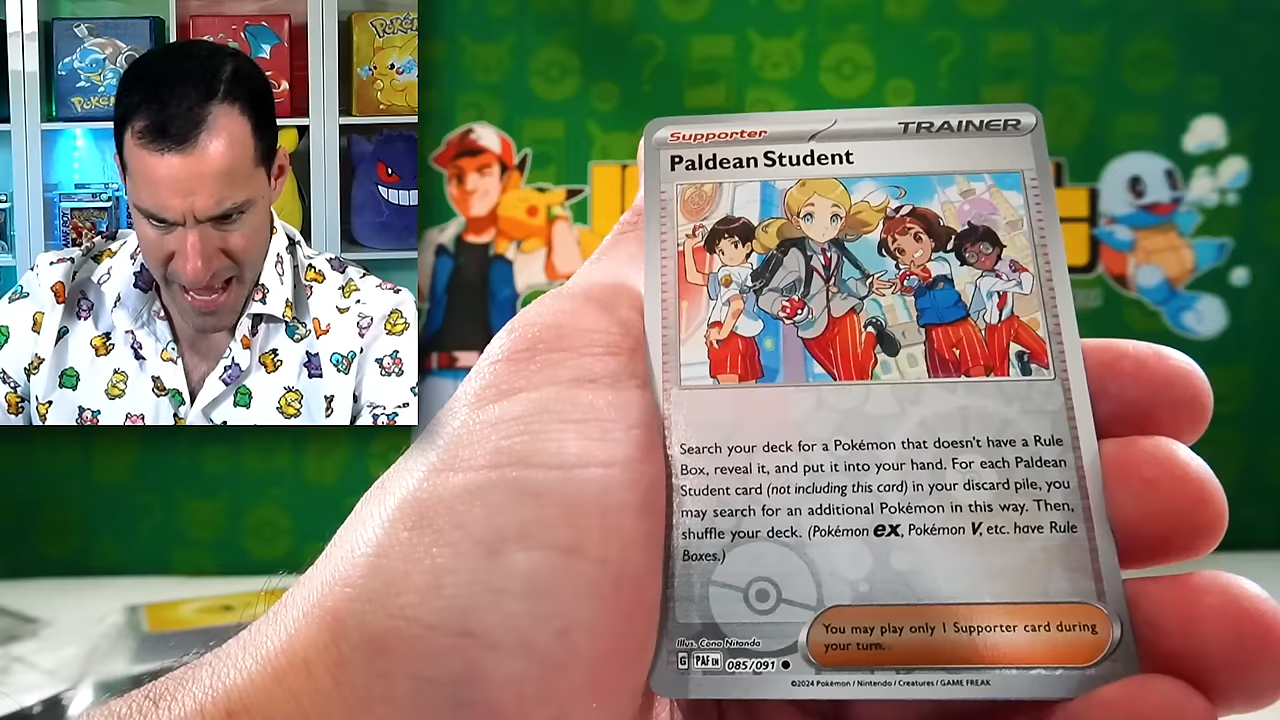 Supporter
TRAINER
Paldean Student
Search your deck for a Pokémon that doesn't have a Rule
Box, reveal it, and put it into your hand. For each Paldean
Student card (not including this card) in your discard pile, you
may search for an additional Pokémon in this way. Then,
shuffle your deck. (Pokémon ex, Pokémon V, etc. have Rule
Boxes.)
You may play only 1 Supporter card during
your turn.
Illus. Cona Nitanda
G PAF EN 085/091
©2024 Pokémon / Nintendo / Creatures / GAME FREAK